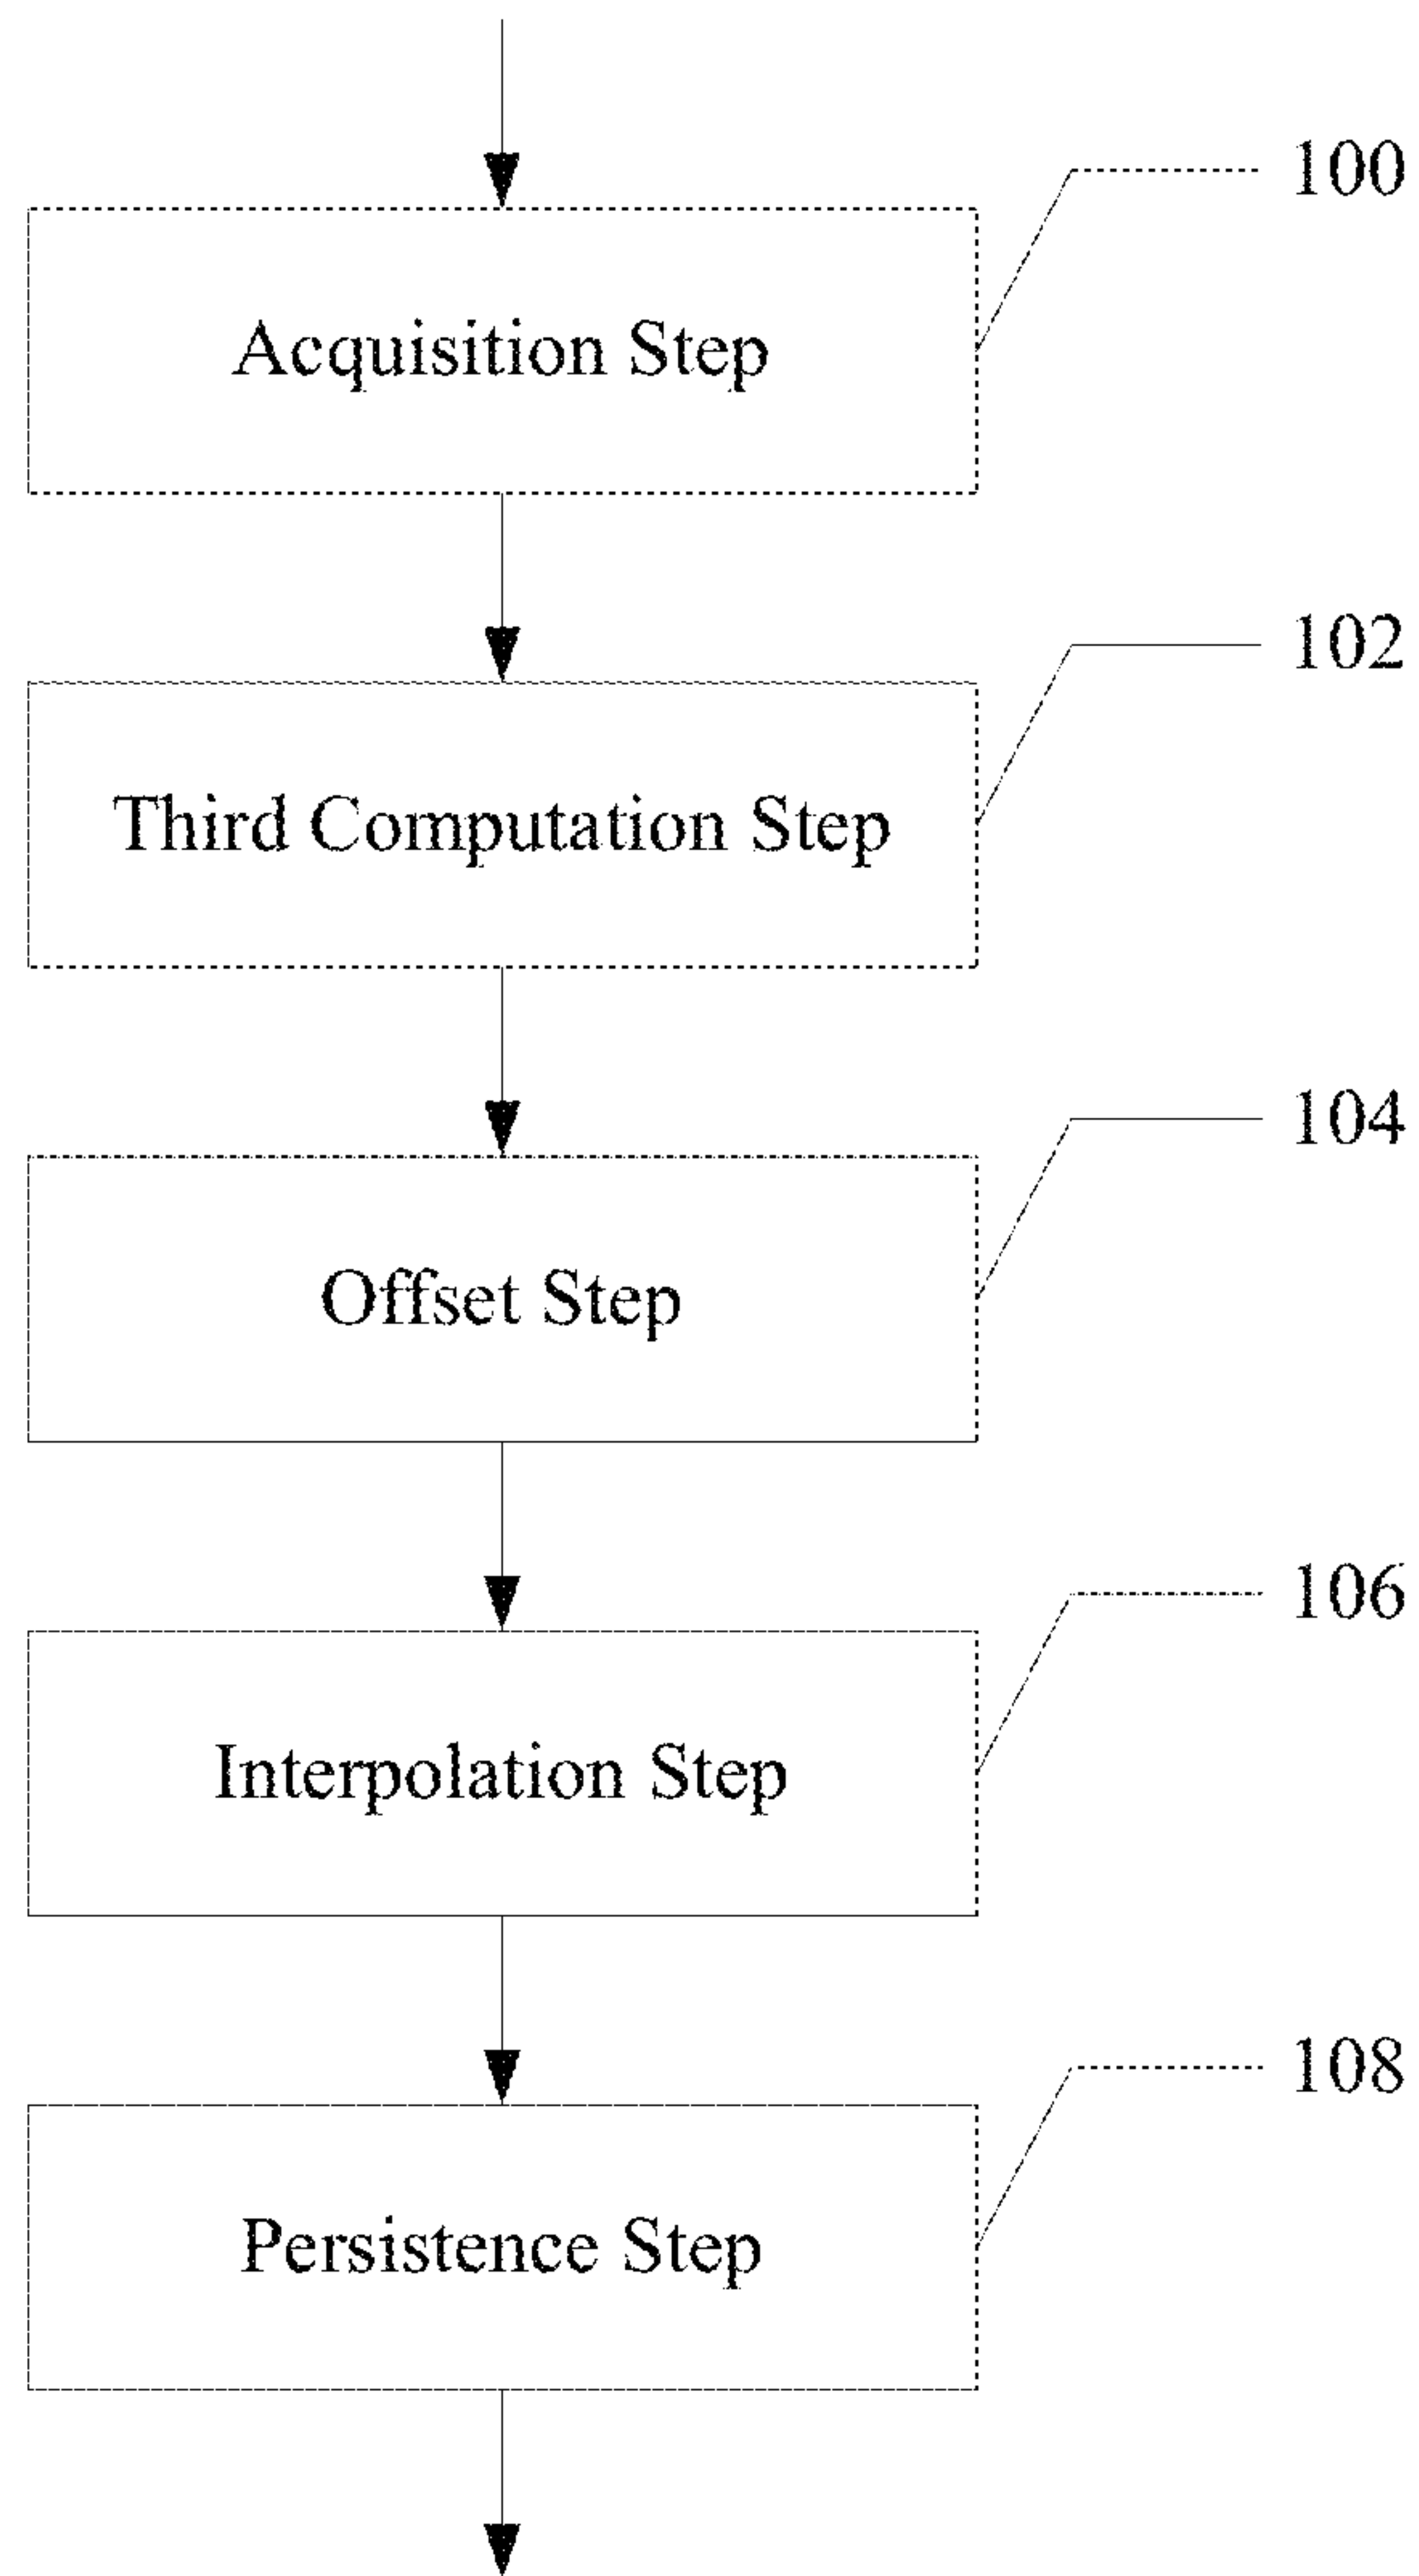 100
Acquisition Step
102
Third Computation Step
104
Offset Step
106
Interpolation Step
108
Persistence Step